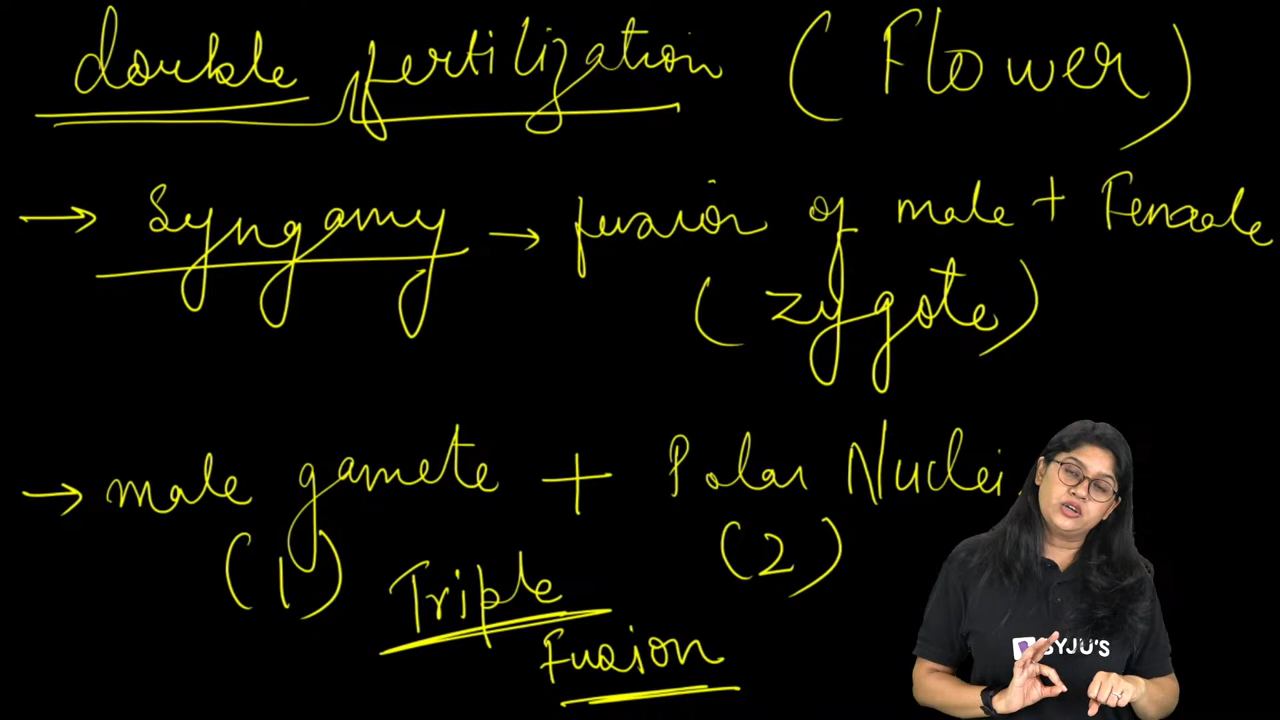 double fertilization (Flower)
→ Syngamy → fusion of male + Female
(zygote)
→ male gamete + Polar Nuclei
(1) (2)
Triple
Fusion
BYJU'S